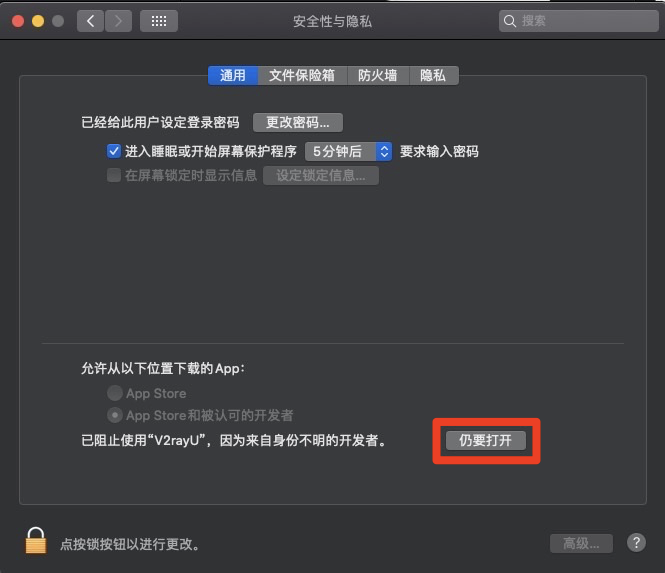 安全性与隐私
搜索
通用 文件保险箱 防火墙 隐私
已经给此用户设定登录密码 更改密码...
进入睡眠或开始屏幕保护程序 5分钟后 要求输入密码
在屏幕锁定时显示信息 设定锁定信息...
允许从以下位置下载的App：
App Store
App Store和被认可的开发者
已阻止使用“V2rayU”，因为来自身份不明的开发者。 仍要打开
点按锁按钮以进行更改。 高级... ?